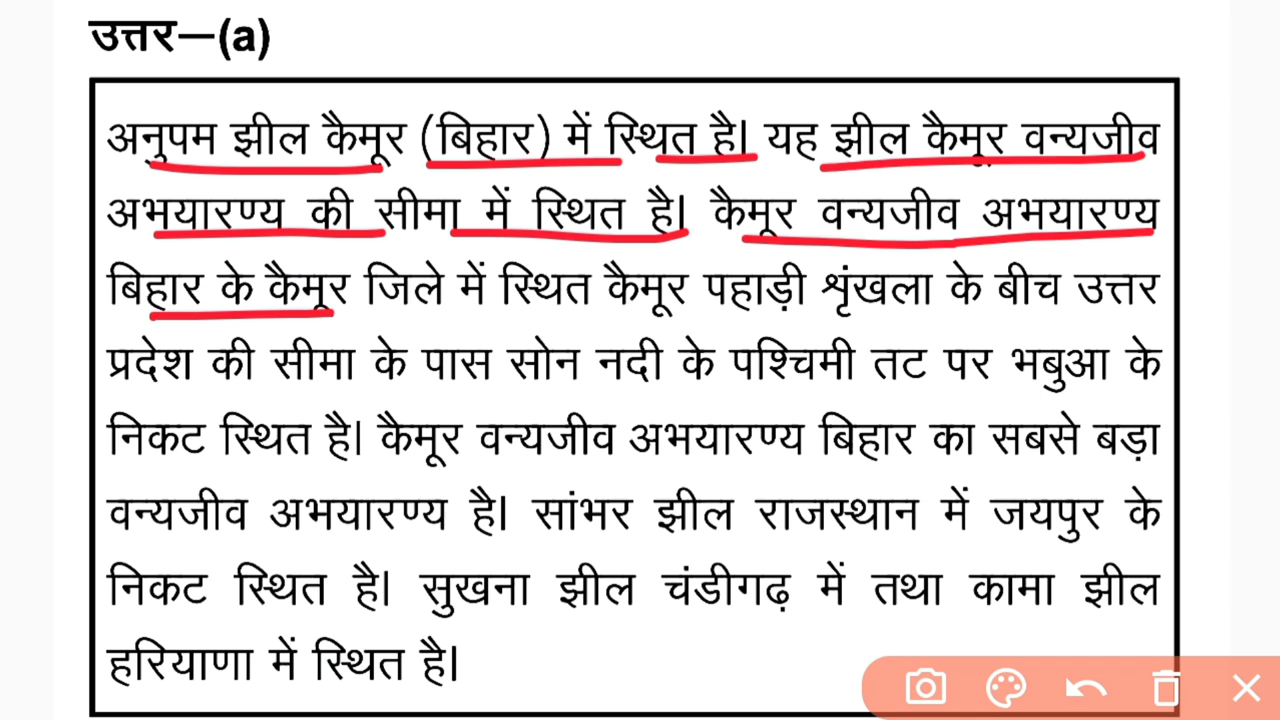 उत्तर—(a)
अनुपम झील कैमूर (बिहार) में स्थित है। यह झील कैमूर वन्यजीव
अभयारण्य की सीमा में स्थित है। कैमूर वन्यजीव अभयारण्य
बिहार के कैमूर जिले में स्थित कैमूर पहाड़ी शृंखला के बीच उत्तर
प्रदेश की सीमा के पास सोन नदी के पश्चिमी तट पर भबुआ के
निकट स्थित है। कैमूर वन्यजीव अभयारण्य बिहार का सबसे बड़ा
वन्यजीव अभयारण्य है। सांभर झील राजस्थान में जयपुर के
निकट स्थित है। सुखना झील चंडीगढ़ में तथा कामा झील
हरियाणा में स्थित है।